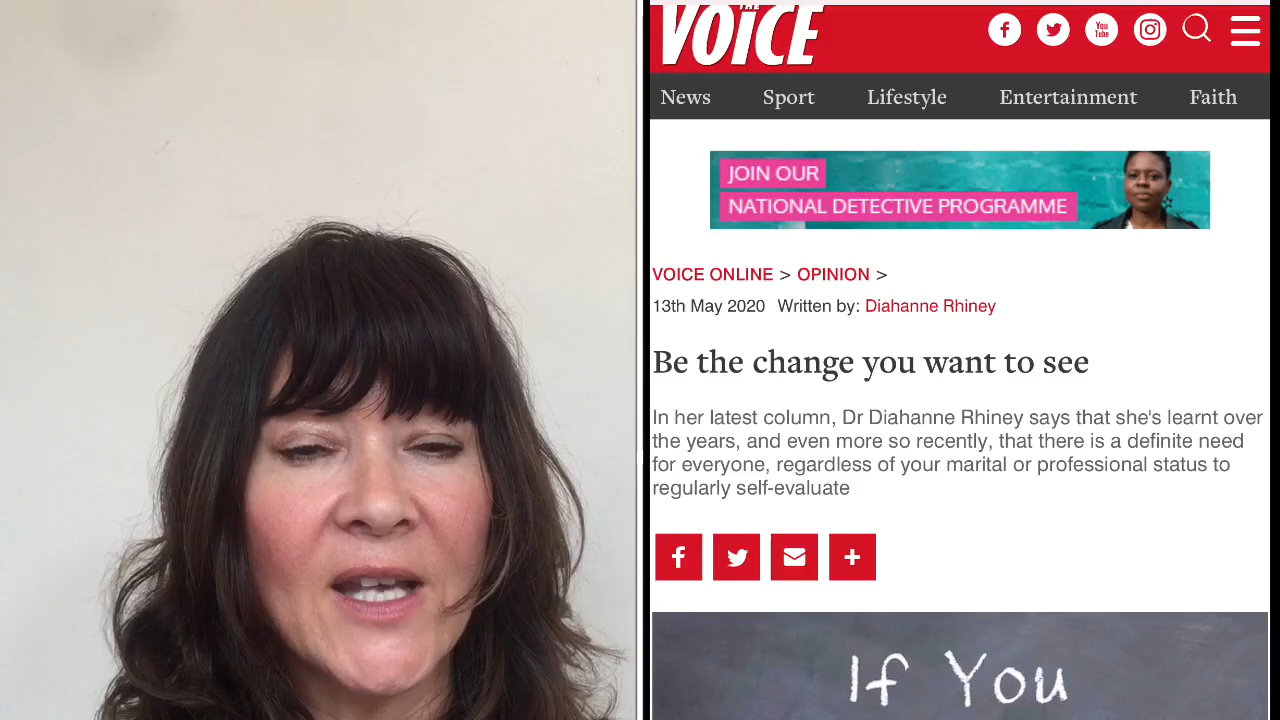 THE
VOICE
You
Tube
News Sport Lifestyle Entertainment Faith
JOIN OUR
NATIONAL DETECTIVE PROGRAMME
VOICE ONLINE > OPINION >
13th May 2020 Written by: Diahanne Rhiney
Be the change you want to see
In her latest column, Dr Diahanne Rhiney says that she's learnt over
the years, and even more so recently, that there is a definite need
for everyone, regardless of your marital or professional status to
regularly self-evaluate
If You